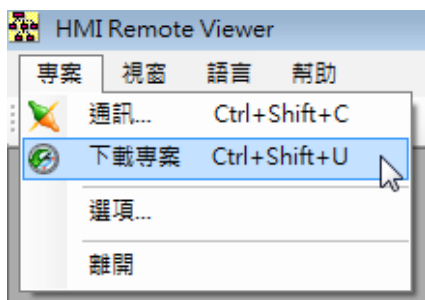 HMI Remote Viewer
專案 視窗 語言 幫助
通訊... Ctrl+Shift+C
下載專案 Ctrl+Shift+U
選項...
離開